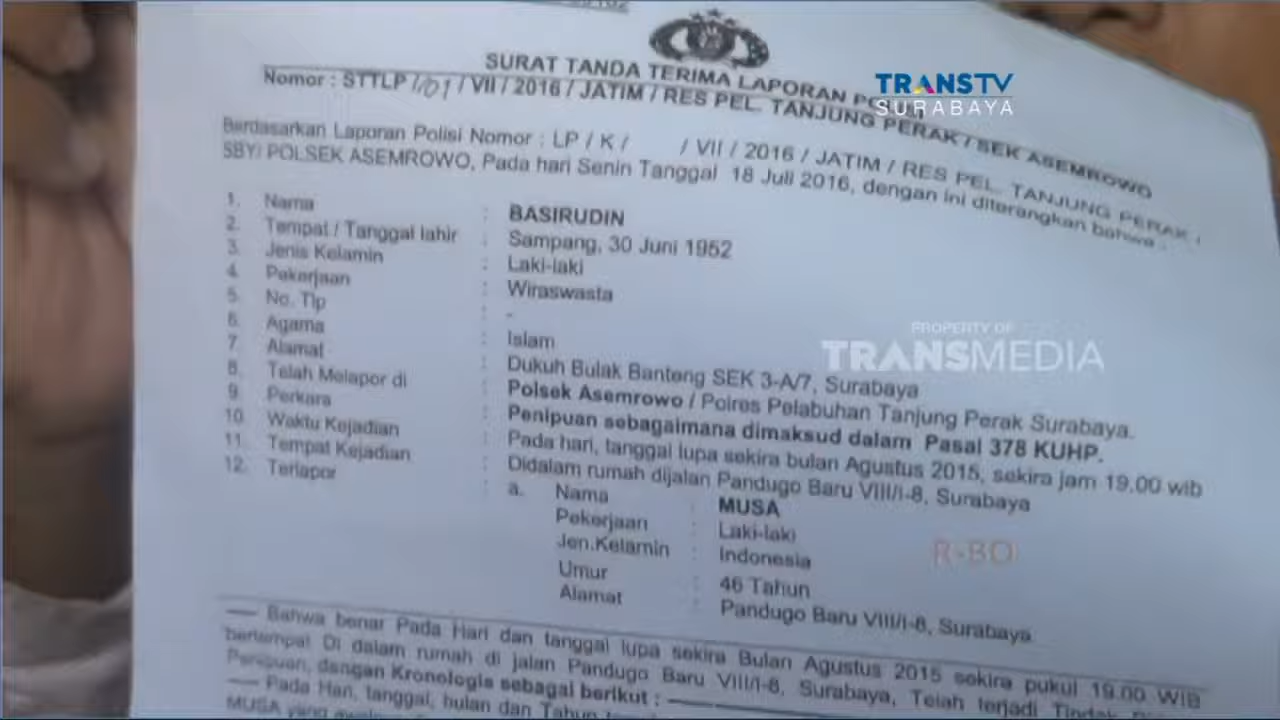 SURAT TANDA TERIMA LAPORAN
TRANSTV
SURABAYA
Nomor : STTLP / 101 / VII / 2016 / JATIM / RES PEL. TANJUNG PERAK / SEK ASEMROWO
Berdasarkan Laporan Polisi Nomor : LP / K / / VII / 2016 / JATIM / RES PEL. TANJUNG PERAK /
SBY/ POLSEK ASEMROWO, Pada hari Senin Tanggal 18 Juli 2016, dengan ini diterangkan bahwa :
1. Nama : BASIRUDIN
2. Tempat / Tanggal lahir : Sampang, 30 Juni 1952
3. Jenis Kelamin : Laki-laki
4. Pekerjaan : Wiraswasta
5. No. Tlp : -
6. Agama : Islam
7. Alamat : Dukuh Bulak Banteng SEK 3-A/7, Surabaya
8. Telah Melapor di : Polsek Asemrowo / Polres Pelabuhan Tanjung Perak Surabaya.
9. Perkara : Penipuan sebagaimana dimaksud dalam Pasal 378 KUHP.
10. Waktu Kejadian : Pada hari, tanggal lupa sekira bulan Agustus 2015, sekira jam 19.00 wib
11. Tempat Kejadian : Didalam rumah dijalan Pandugo Baru VIII/I-8, Surabaya
12. Terlapor : a. Nama : MUSA
Pekerjaan : Laki-laki
Jen.Kelamin : Indonesia
Umur : 46 Tahun
Alamat : Pandugo Baru VIII/I-8, Surabaya
PROPERTY OF
TRANSMEDIA
R-BO
---- Bahwa benar Pada Hari dan tanggal lupa sekira Bulan Agustus 2015 sekira pukul 19.00 WIB
bertempat Di dalam rumah di jalan Pandugo Baru VIII/I-8, Surabaya, Telah terjadi Tindak
Penipuan, dengan Kronologis sebagai berikut :
---- Pada Hari, tanggal, bulan dan Tahun
MUSA yang